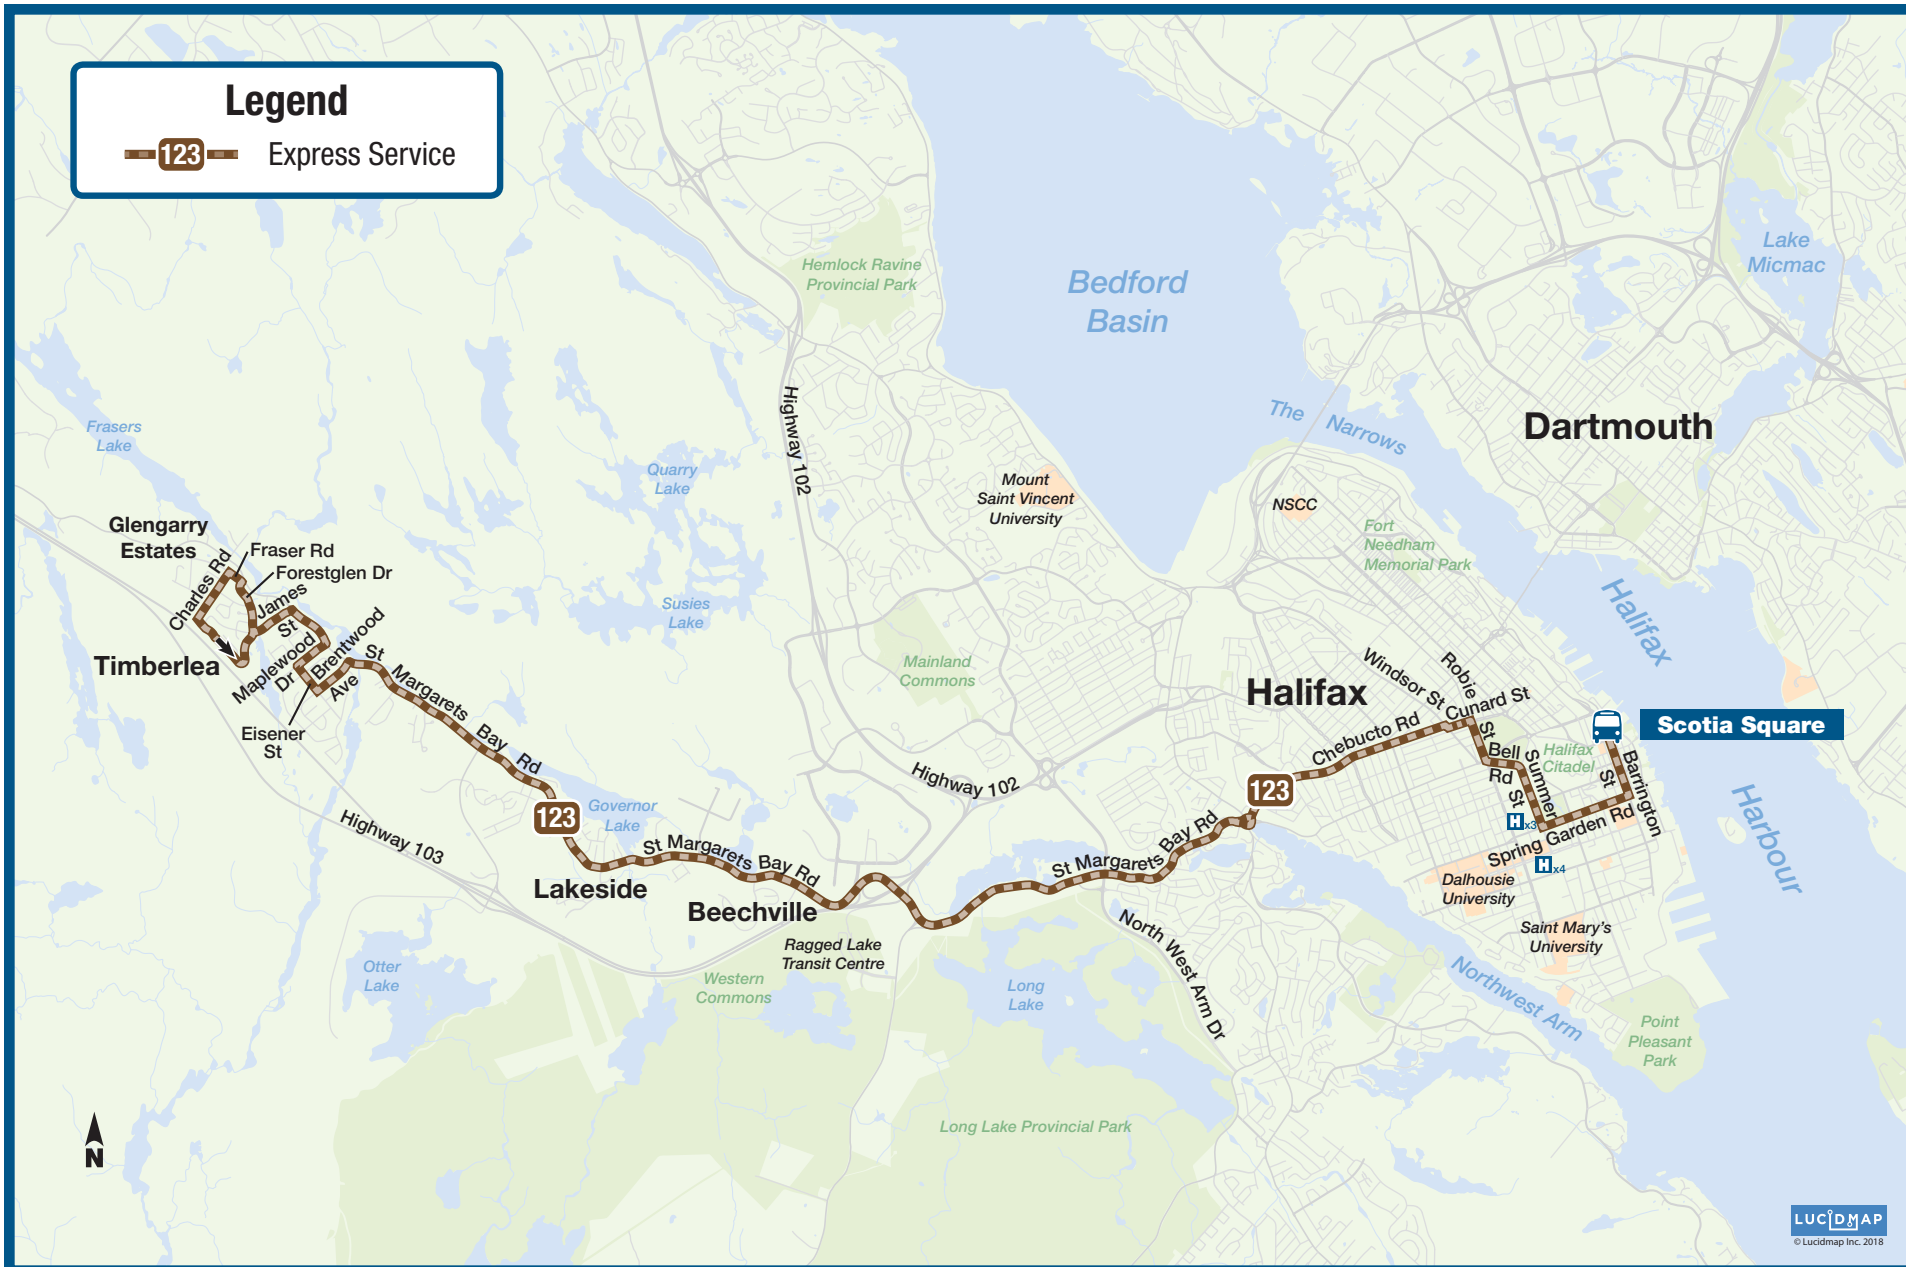 Legend
123 Express Service
Hemlock Ravine
Provincial Park
Bedford
Basin
Lake
Micmac
Highway 102
The Narrows
Dartmouth
Frasers
Lake
Quarry
Lake
Mount
Saint Vincent
University
NSCC
Fort
Needham
Memorial Park
Glengarry
Estates
Fraser Rd
Forestglen Dr
Charles Rd
James
St
Susies
Lake
Halifax
Timberlea
Maplewood
Dr
Brentwood
Ave
Eisener
St
St Margarets Bay Rd
Mainland
Commons
Halifax
Windsor St
Robie
St
Cunard St
Chebucto Rd
Bell
Rd
Summer
St
Halifax
Citadel
Scotia Square
Barrington
St
Highway 102
123
123
Governor
Lake
Highway 103
St Margarets Bay Rd
St Margarets Bay Rd
H x3
Spring Garden Rd
H x4
Harbour
Lakeside
Beechville
Dalhousie
University
Saint Mary's
University
Ragged Lake
Transit Centre
North West Arm Dr
Otter
Lake
Western
Commons
Long
Lake
Northwest Arm
Point
Pleasant
Park
Long Lake Provincial Park
N
LUCIDMAP
© Lucidmap Inc. 2018